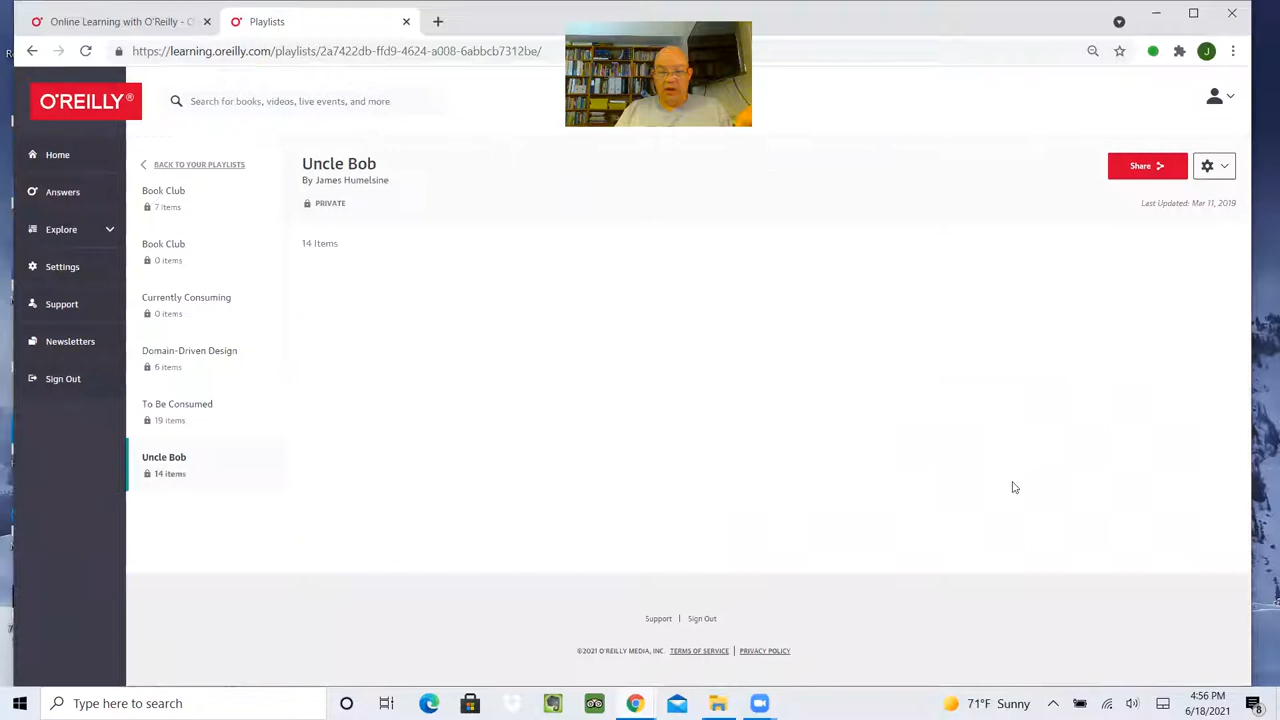 Online Learning with O'Reilly - C
Playlists
https://learning.oreilly.com/playlists/2a7422db-ffd9-4624-a008-6abbcb7312be/
J
O'REILLY®
Search for books, videos, live events, and more
Home
Answers
Explore
Settings
Support
Newsletters
Sign Out
BACK TO YOUR PLAYLISTS
Book Club
7 items
Book Club
0 items
Currently Consuming
0 items
Domain-Driven Design
6 items
To Be Consumed
19 items
Uncle Bob
14 items
Uncle Bob
By James Humelsine
PRIVATE
Share
Last Updated: Mar 11, 2019
14 Items
Support | Sign Out
©2021 O'REILLY MEDIA, INC. TERMS OF SERVICE | PRIVACY POLICY
Type here to search
71°F Sunny
4:56 PM
6/18/2021
8